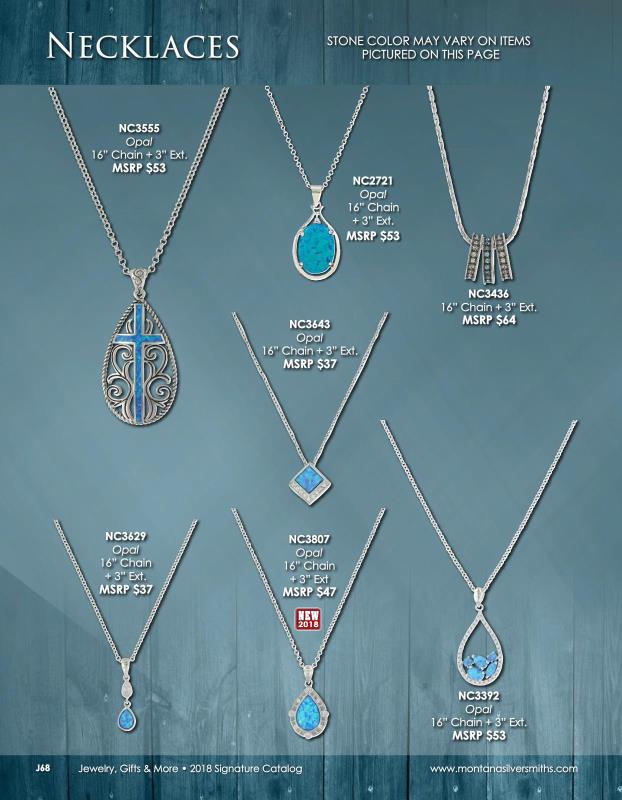 NECKLACES
STONE COLOR MAY VARY ON ITEMS
PICTURED ON THIS PAGE
NC3555
Opal
16" Chain + 3" Ext.
MSRP $53
NC2721
Opal
16" Chain
+ 3" Ext.
MSRP $53
NC3436
16" Chain + 3" Ext.
MSRP $64
NC3643
Opal
16" Chain + 3" Ext.
MSRP $37
NC3629
Opal
16" Chain
+ 3" Ext.
MSRP $37
NC3807
Opal
16" Chain
+ 3" Ext
MSRP $47
NEW
2018
NC3392
Opal
16" Chain + 3" Ext.
MSRP $53
J68 Jewelry, Gifts & More • 2018 Signature Catalog www.montanasilversmiths.com